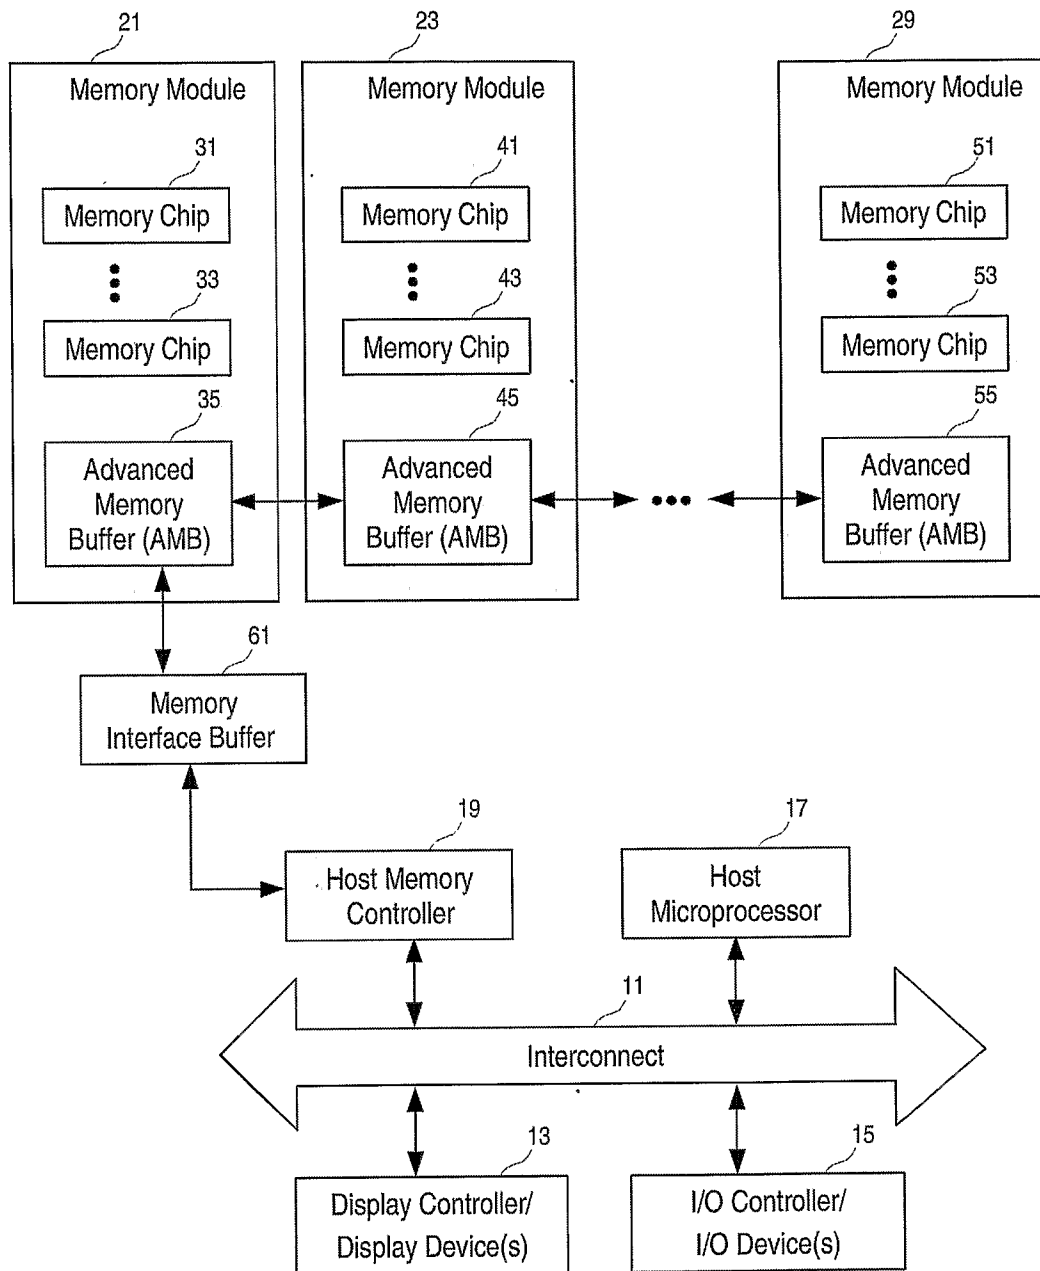 21
23
29
Memory Module
Memory Module
Memory Module
31
41
51
Memory Chip
Memory Chip
Memory Chip
33
43
53
Memory Chip
Memory Chip
Memory Chip
35
45
55
Advanced
Memory
Buffer (AMB)
Advanced
Memory
Buffer (AMB)
Advanced
Memory
Buffer (AMB)
61
Memory
Interface Buffer
19
17
Host Memory
Controller
Host
Microprocessor
11
Interconnect
13
15
Display Controller/
Display Device(s)
I/O Controller/
I/O Device(s)